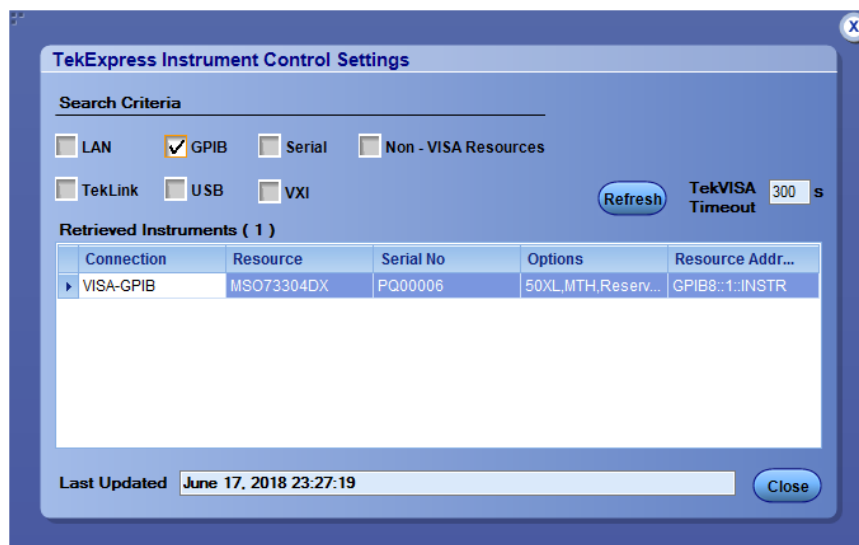 X
TekExpress Instrument Control Settings
Search Criteria
LAN GPIB Serial Non - VISA Resources
TekLink USB VXI Refresh TekVISA Timeout 300 s
Retrieved Instruments ( 1 )
Connection Resource Serial No Options Resource Addr...
VISA-GPIB MSO73304DX PQ00006 50XL,MTH,Reserv... GPIB8::1::INSTR
Last Updated June 17, 2018 23:27:19 Close